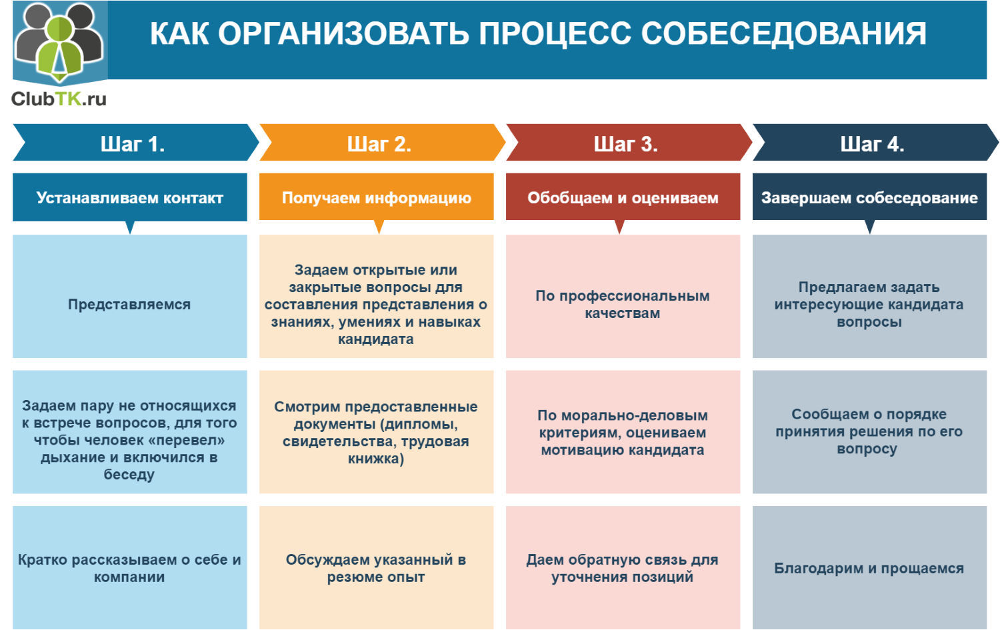 КАК ОРГАНИЗОВАТЬ ПРОЦЕСС СОБЕСЕДОВАНИЯ
ClubTK.ru
Шаг 1.
Шаг 2.
Шаг 3.
Шаг 4.
Устанавливаем контакт
Получаем информацию
Обобщаем и оцениваем
Завершаем собеседование
Представляемся
Задаем открытые или
закрытые вопросы для
составления представления о
знаниях, умениях и навыках
кандидата
По профессиональным
качествам
Предлагаем задать
интересующие кандидата
вопросы
Задаем пару не относящихся
к встрече вопросов, для того
чтобы человек «перевел»
дыхание и включился в
беседу
Смотрим предоставленные
документы (дипломы,
свидетельства, трудовая
книжка)
По морально-деловым
критериям, оцениваем
мотивацию кандидата
Сообщаем о порядке
принятия решения по его
вопросу
Кратко рассказываем о себе и
компании
Обсуждаем указанный в
резюме опыт
Даем обратную связь для
уточнения позиций
Благодарим и прощаемся